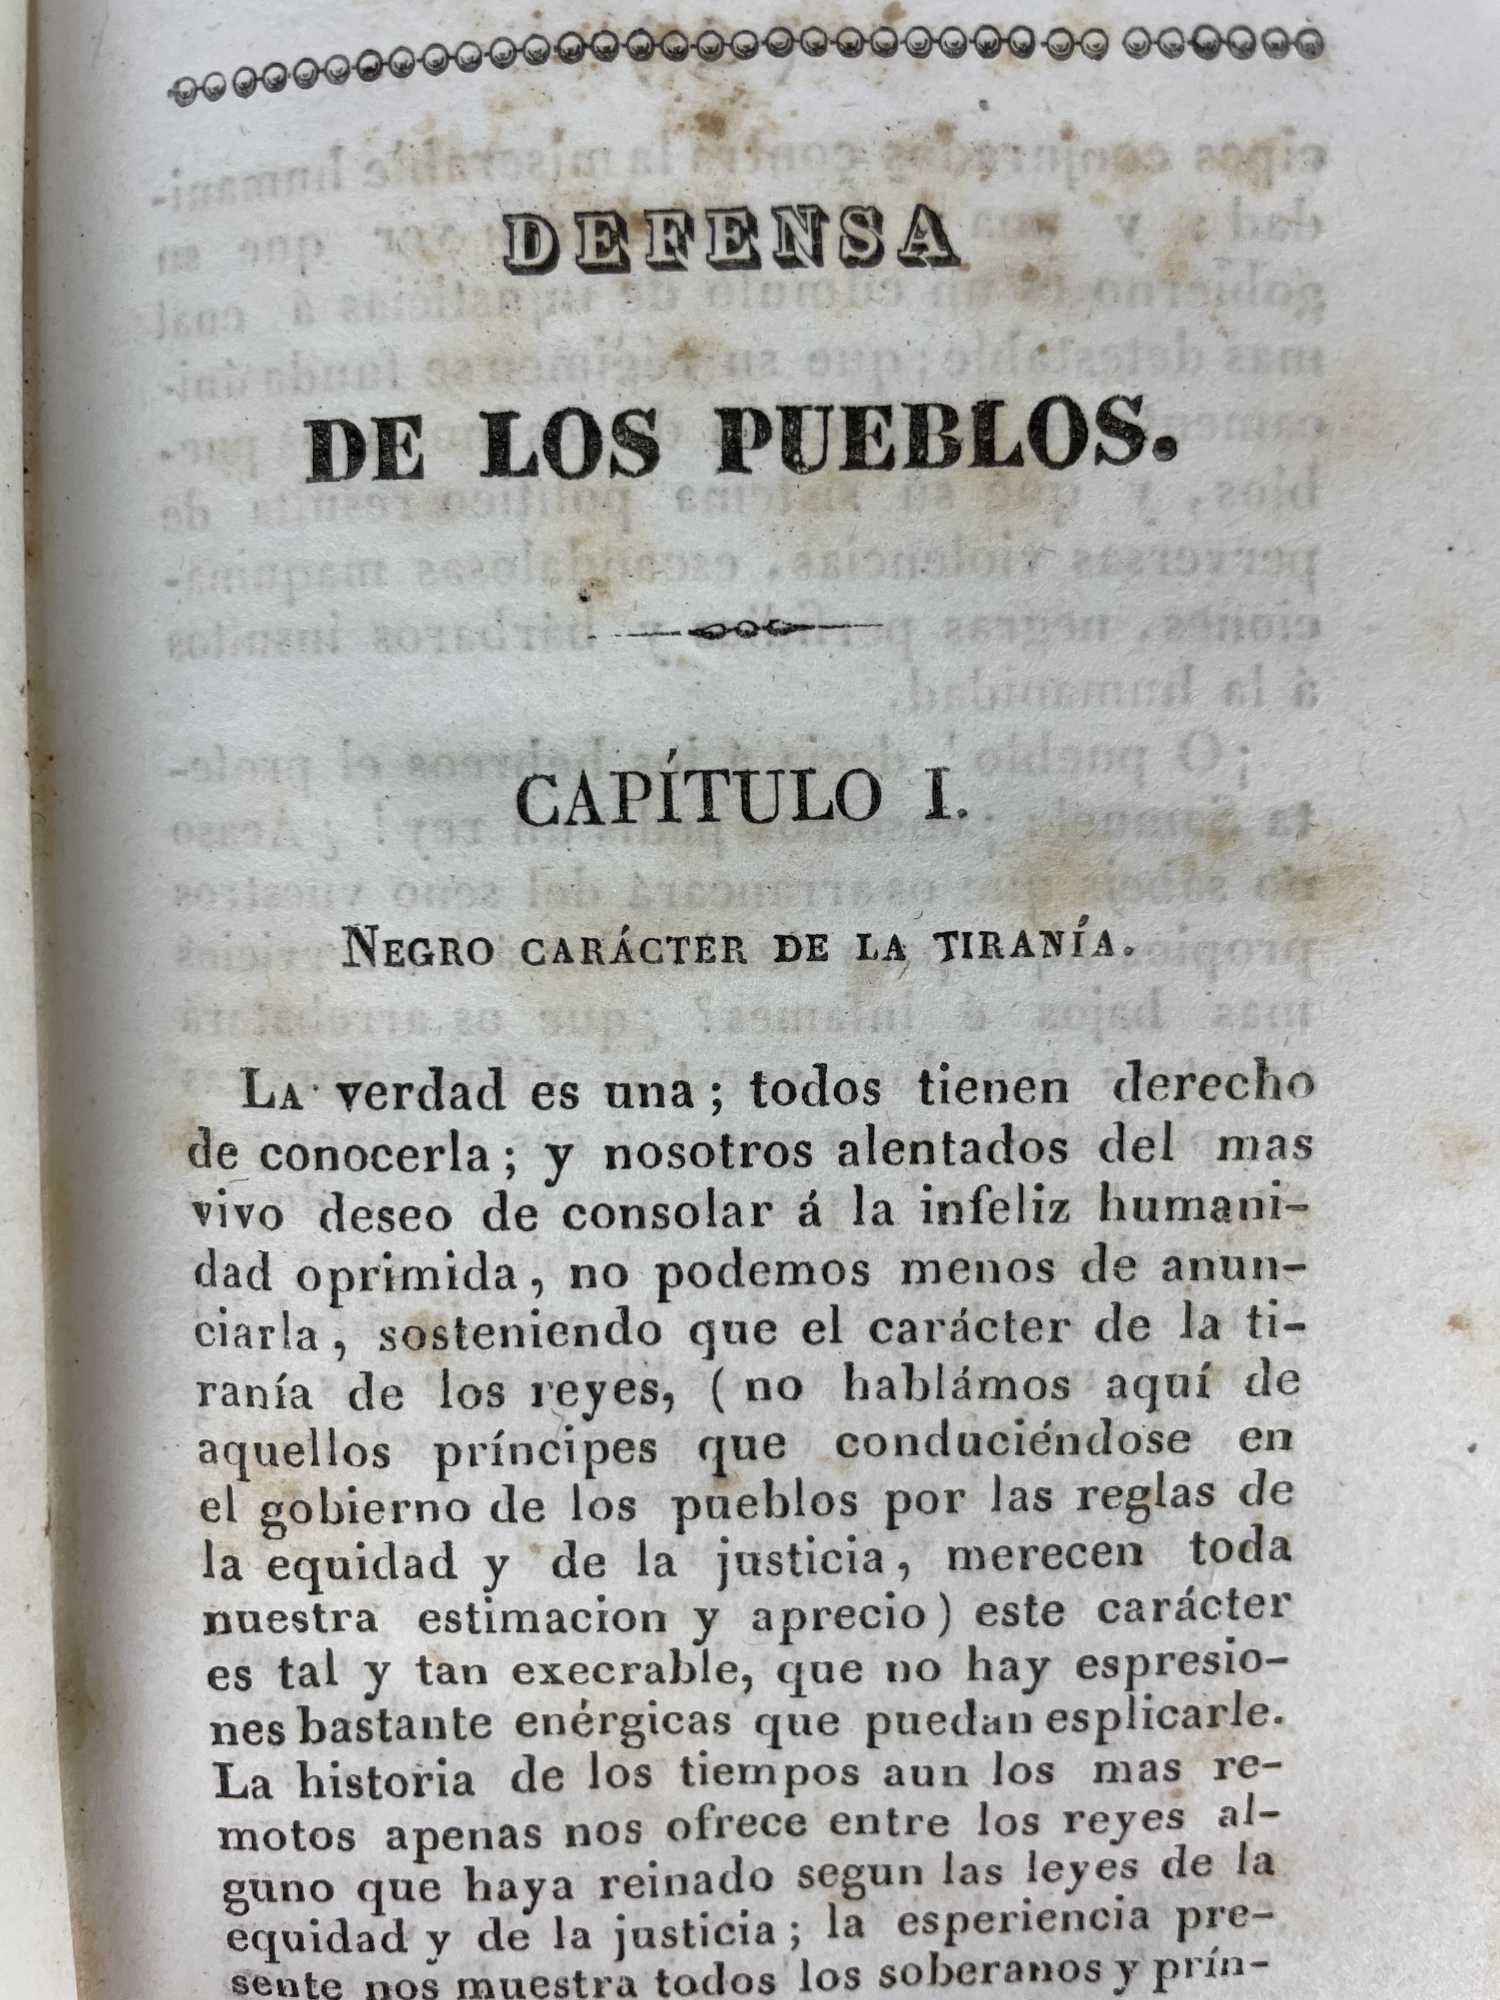 DEFENSA
DE LOS PUEBLOS.
CAPÍTULO I.
NEGRO CARÁCTER DE LA TIRANÍA.
LA verdad es una; todos tienen derecho
de conocerla; y nosotros alentados del mas
vivo deseo de consolar á la infeliz humani-
dad oprimida, no podemos menos de anun-
ciarla, sosteniendo que el carácter de la ti-
ranía de los reyes, (no hablámos aquí de
aquellos príncipes que conduciéndose en
el gobierno de los pueblos por las reglas de
la equidad y de la justicia, merecen toda
nuestra estimacion y aprecio) este carácter
es tal y tan execrable, que no hay espresio-
nes bastante enérgicas que puedan esplicarle.
La historia de los tiempos aun los mas re-
motos apenas nos ofrece entre los reyes al-
guno que haya reinado segun las leyes de la
equidad y de la justicia; la esperiencia pre-
sente nos muestra todos los soberanos y prín-